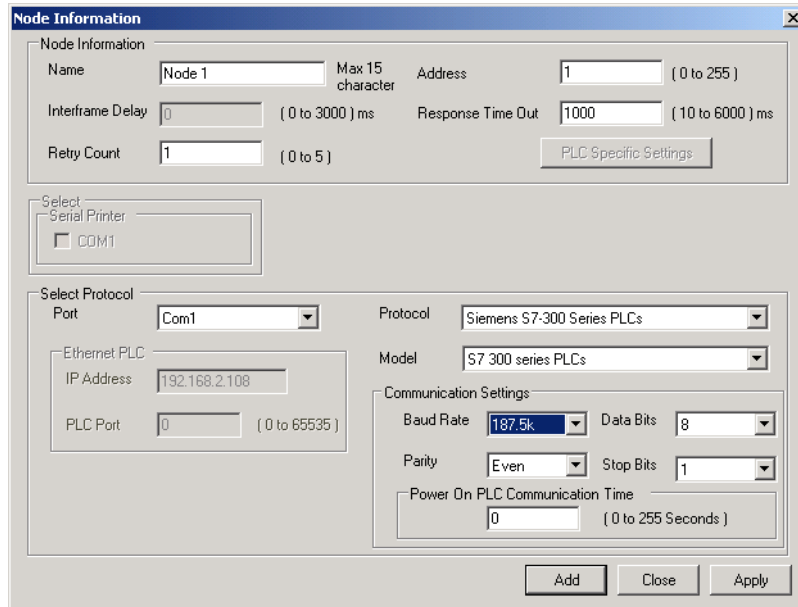 Node Information
Node Information
Name Node 1 Max 15 character Address 1 ( 0 to 255 )
Interframe Delay 0 ( 0 to 3000 ) ms Response Time Out 1000 ( 10 to 6000 ) ms
Retry Count 1 ( 0 to 5 ) PLC Specific Settings
Select
Serial Printer
COM1
Select Protocol
Port Com1 Protocol Siemens S7-300 Series PLCs
Ethernet PLC
Model S7 300 series PLCs
IP Address 192.168.2.108
Communication Settings
PLC Port 0 ( 0 to 65535 )
Baud Rate 187.5k Data Bits 8
Parity Even Stop Bits 1
Power On PLC Communication Time
0 ( 0 to 255 Seconds )
Add Close Apply